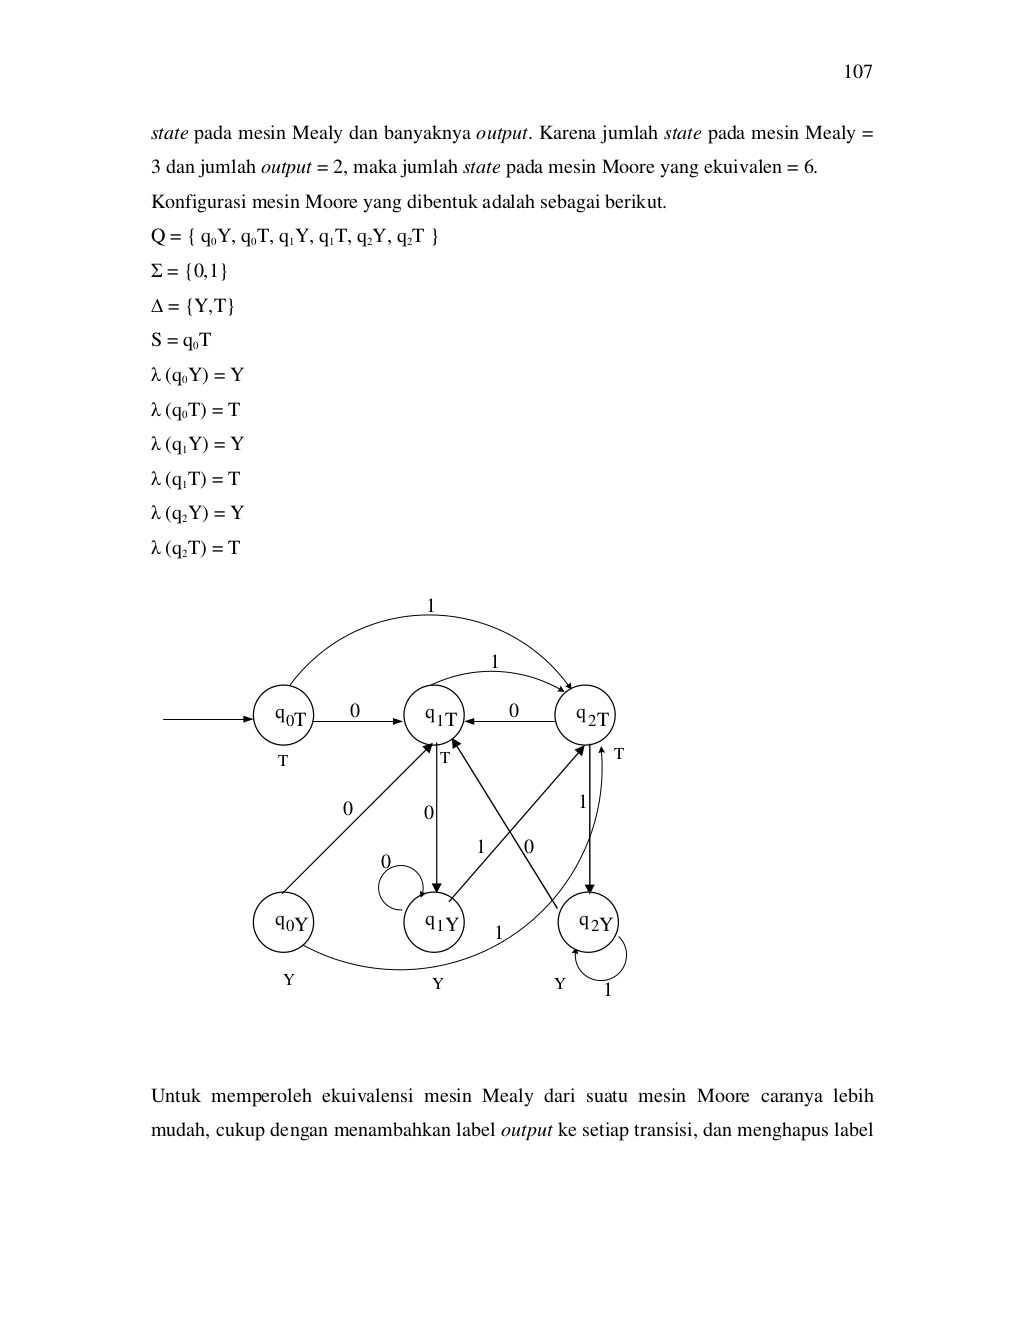 107
state pada mesin Mealy dan banyaknya output. Karena jumlah state pada mesin Mealy =
3 dan jumlah output = 2, maka jumlah state pada mesin Moore yang ekuivalen = 6.
Konfigurasi mesin Moore yang dibentuk adalah sebagai berikut.
Q = { q₀Y, q₀T, q₁Y, q₁T, q₂Y, q₂T }
Σ = {0,1}
Δ = {Y,T}
S = q₀T
λ (q₀Y) = Y
λ (q₀T) = T
λ (q₁Y) = Y
λ (q₁T) = T
λ (q₂Y) = Y
λ (q₂T) = T
1
1
q₀T 0 q₁T 0 q₂T
T T T
0 0 1
1 0
0
q₀Y q₁Y q₂Y
1
Y Y Y
1
Untuk memperoleh ekuivalensi mesin Mealy dari suatu mesin Moore caranya lebih
mudah, cukup dengan menambahkan label output ke setiap transisi, dan menghapus label